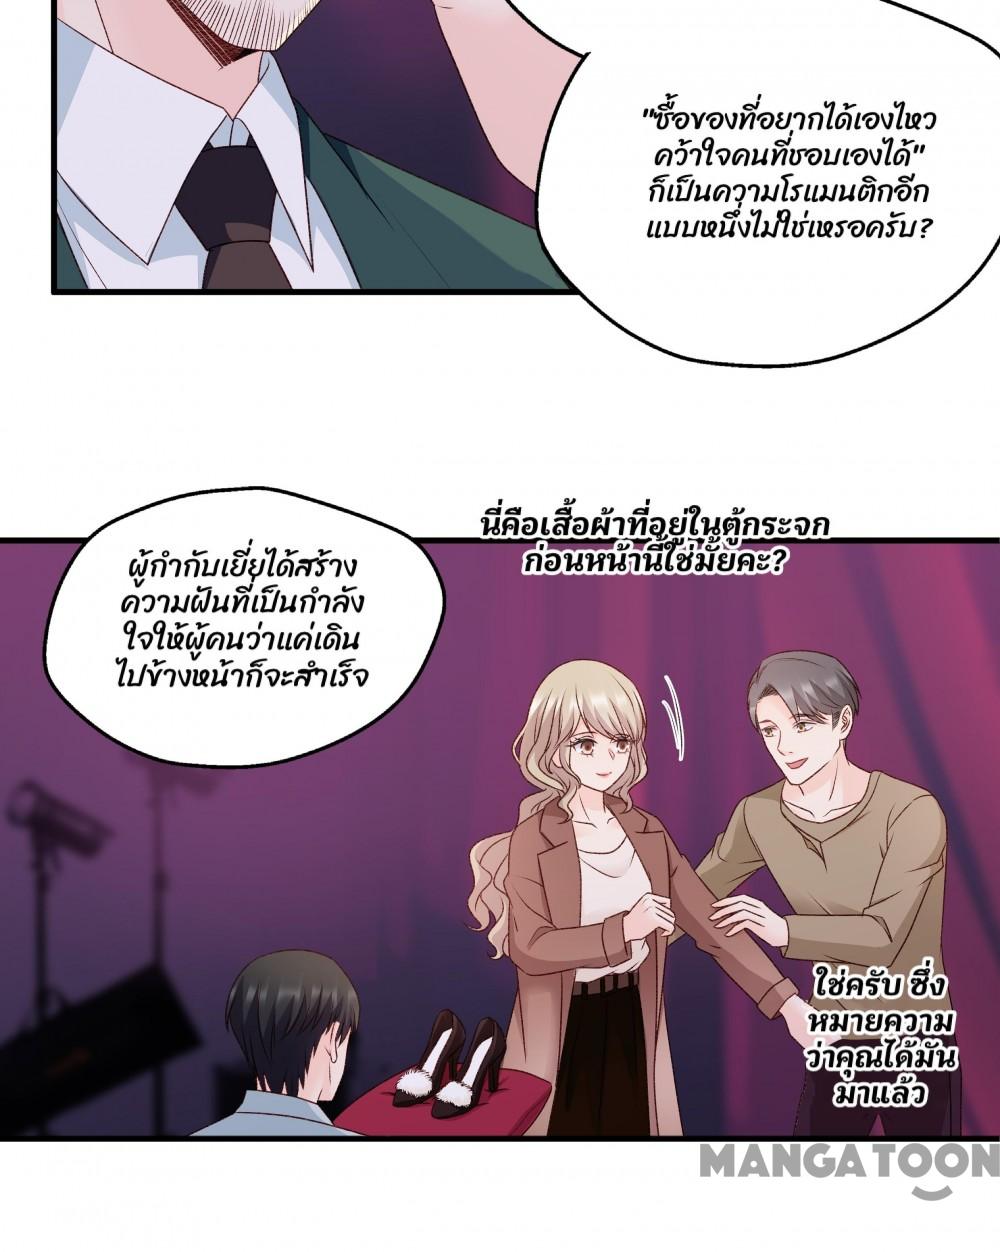 "ซื้อของที่อยากได้เองไหว
คว้าใจคนที่ชอบเองได้"
ก็เป็นความโรแมนติกอีก
แบบหนึ่งไม่ใช่เหรอครับ?
นี่คือเสื้อผ้าที่อยู่ในตู้กระจก
ก่อนหน้านี้ใช่มั้ยคะ?
ผู้กำกับเยี่ยได้สร้าง
ความฝันที่เป็นกำลัง
ใจให้ผู้คนว่าแค่เดิน
ไปข้างหน้าก็จะสำเร็จ
ใช่ครับ ซึ่ง
หมายความ
ว่าคุณได้มัน
มาแล้ว
MANGATOON